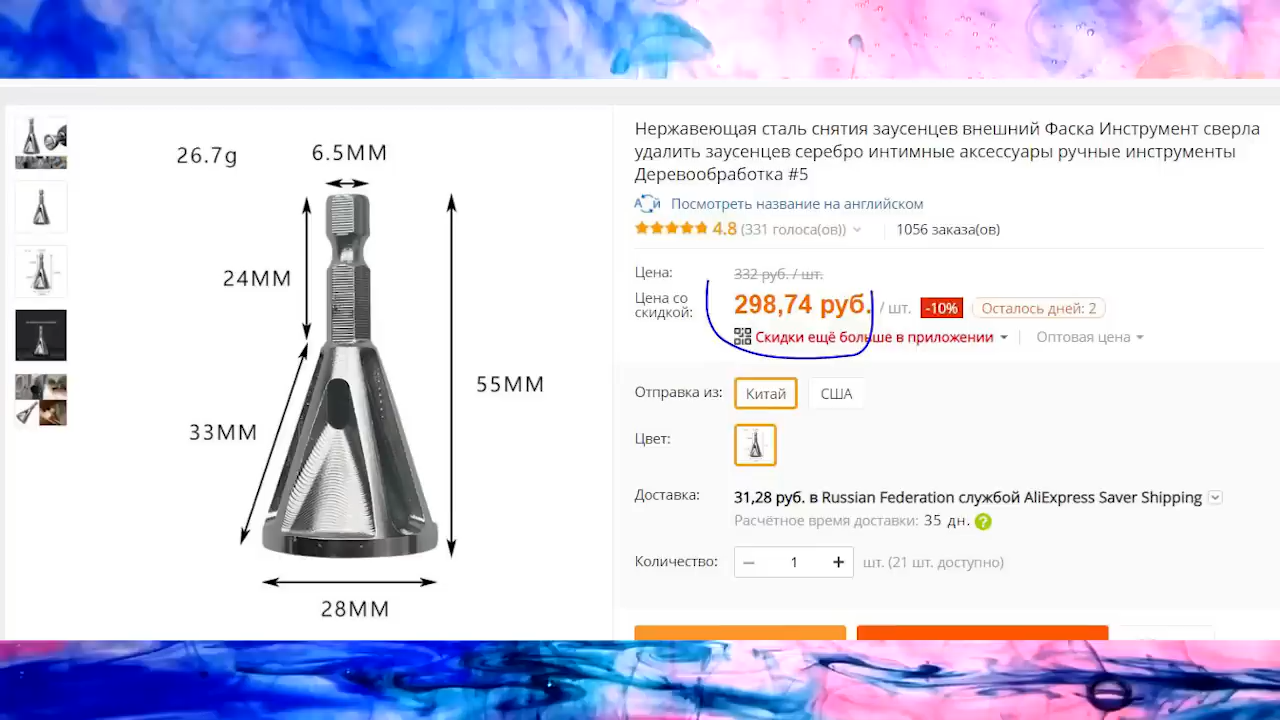 26.7g
6.5MM
24MM
33MM
55MM
28MM
Нержавеющая сталь снятия заусенцев внешний Фаска Инструмент сверла
удалить заусенцев серебро интимные аксессуары ручные инструменты
Деревообработка #5
Посмотреть название на английском
4.8 (331 голоса(ов)) 1056 заказа(ов)
Цена: 332 руб. / шт.
Цена со скидкой: 298,74 руб. / шт. -10% Осталось дней: 2
Скидки ещё больше в приложении Оптовая цена
Отправка из: Китай США
Цвет:
Доставка: 31,28 руб. в Russian Federation службой AliExpress Saver Shipping
Расчётное время доставки: 35 дн. ?
Количество: − 1 + шт. (21 шт. доступно)